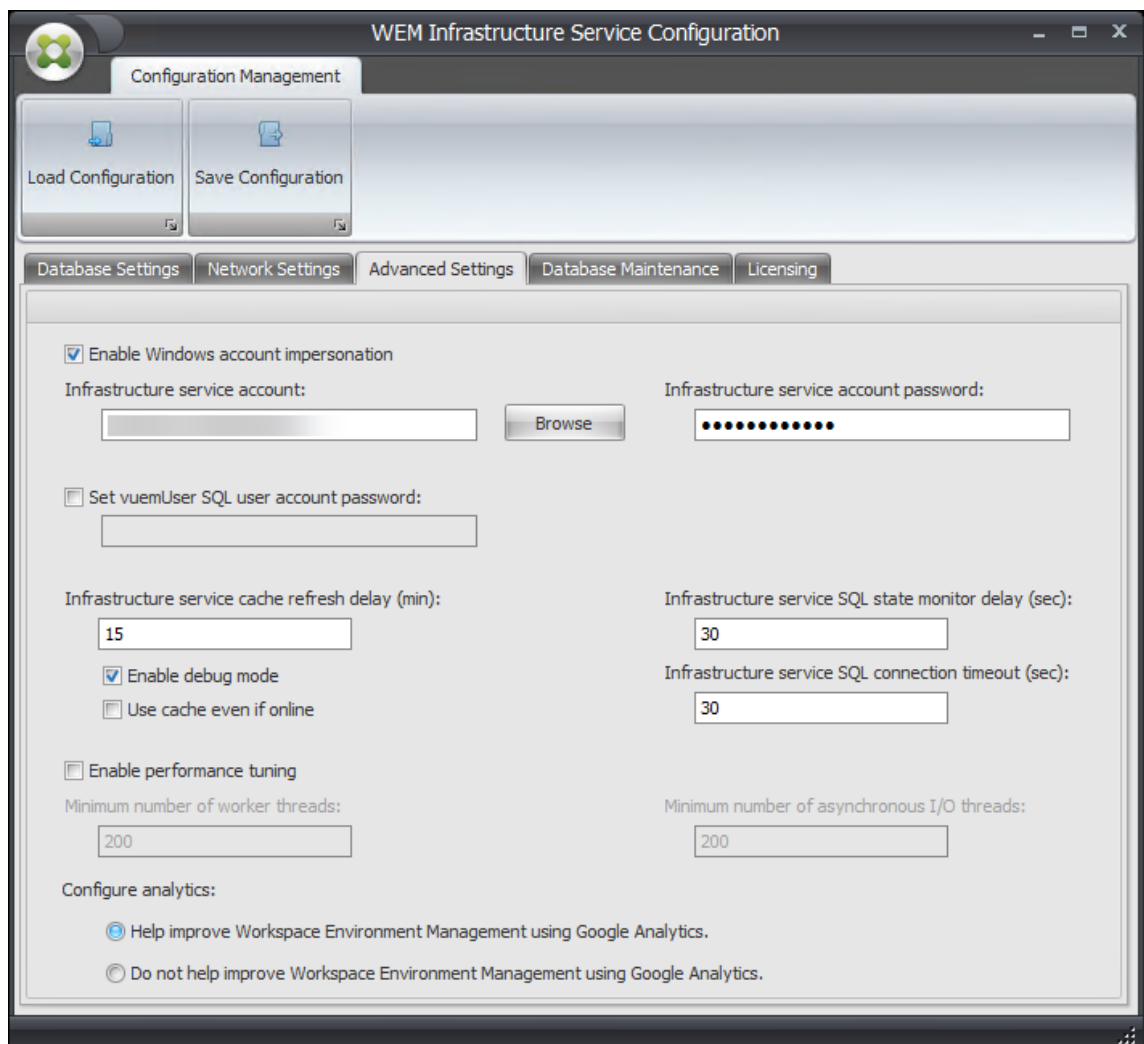 WEM Infrastructure Service Configuration
Configuration Management
Load Configuration Save Configuration
Database Settings Network Settings Advanced Settings Database Maintenance Licensing
Enable Windows account impersonation
Infrastructure service account: Infrastructure service account password:
Browse ••••••••••••
Set vuemUser SQL user account password:
Infrastructure service cache refresh delay (min): Infrastructure service SQL state monitor delay (sec):
15 30
Enable debug mode Infrastructure service SQL connection timeout (sec):
Use cache even if online 30
Enable performance tuning
Minimum number of worker threads: Minimum number of asynchronous I/O threads:
200 200
Configure analytics:
Help improve Workspace Environment Management using Google Analytics.
Do not help improve Workspace Environment Management using Google Analytics.